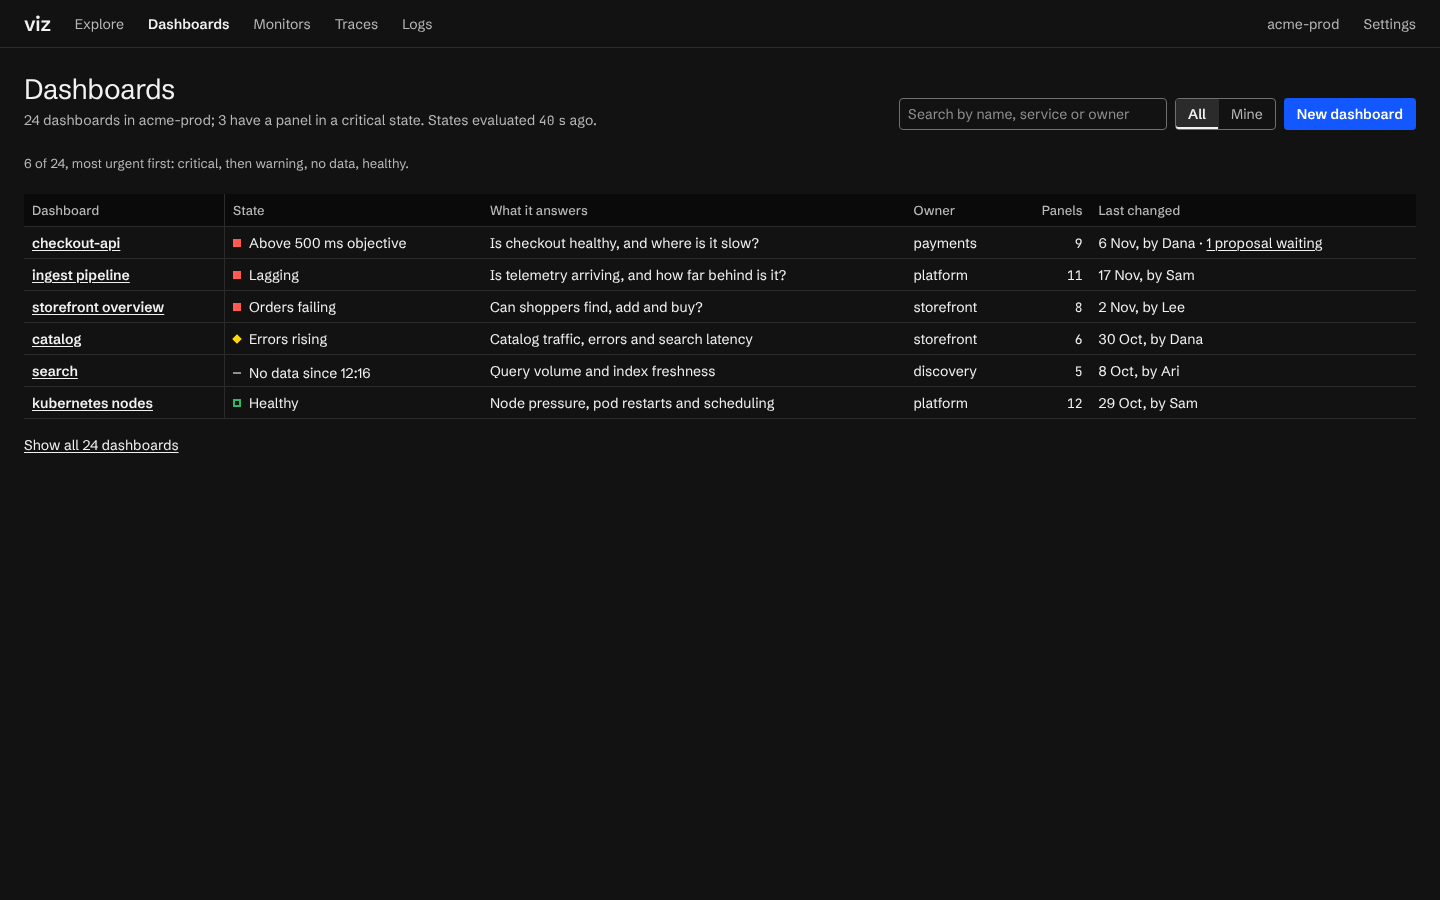 viz Explore Dashboards Monitors Traces Logs acme-prod Settings
Dashboards
24 dashboards in acme-prod; 3 have a panel in a critical state. States evaluated 40 s ago.
Search by name, service or owner All Mine New dashboard
6 of 24, most urgent first: critical, then warning, no data, healthy.
Dashboard State What it answers Owner Panels Last changed
checkout-api Above 500 ms objective Is checkout healthy, and where is it slow? payments 9 6 Nov, by Dana · 1 proposal waiting
ingest pipeline Lagging Is telemetry arriving, and how far behind is it? platform 11 17 Nov, by Sam
storefront overview Orders failing Can shoppers find, add and buy? storefront 8 2 Nov, by Lee
catalog Errors rising Catalog traffic, errors and search latency storefront 6 30 Oct, by Dana
search No data since 12:16 Query volume and index freshness discovery 5 8 Oct, by Ari
kubernetes nodes Healthy Node pressure, pod restarts and scheduling platform 12 29 Oct, by Sam
Show all 24 dashboards